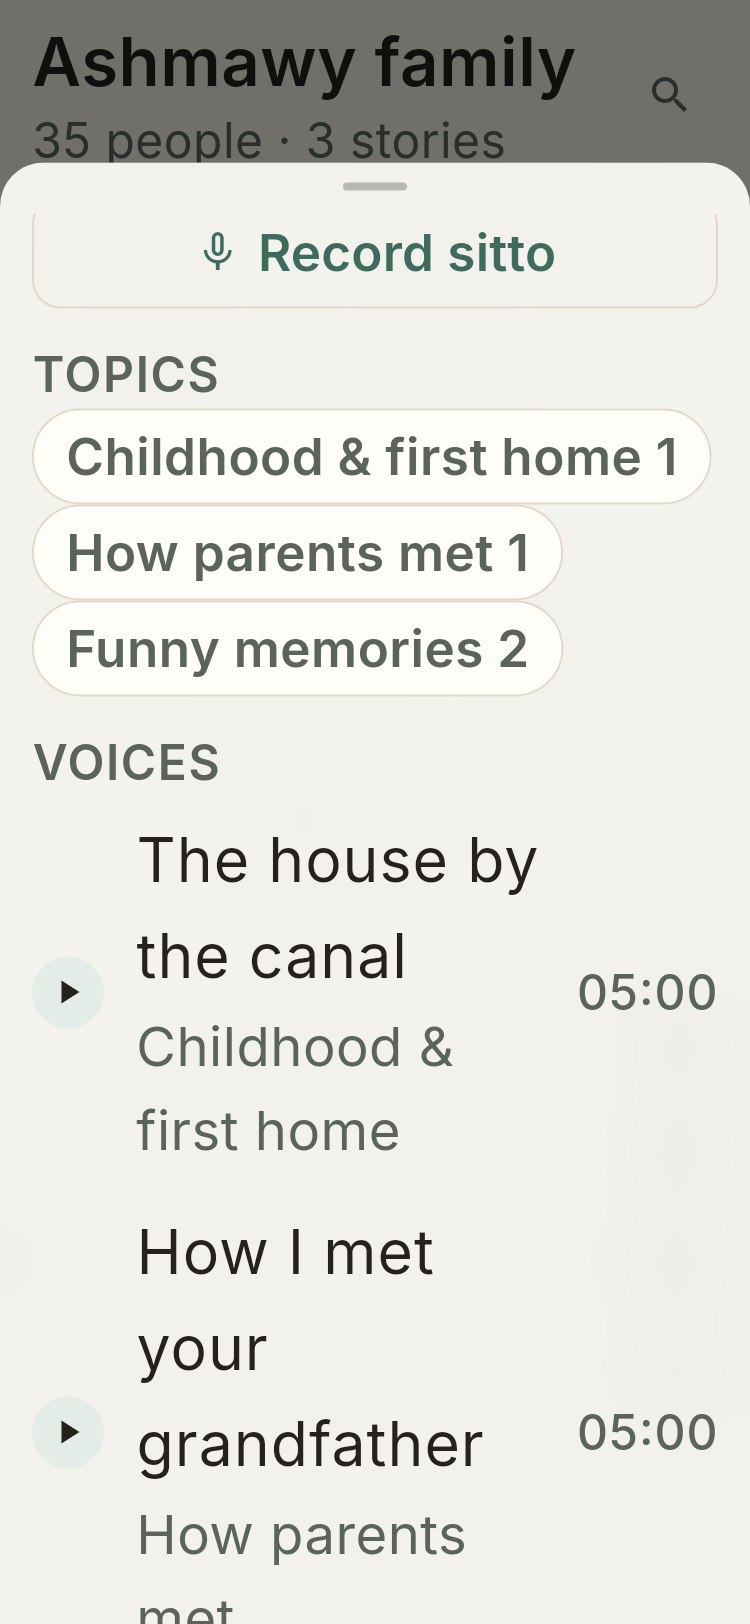 Ashmawy family
35 people · 3 stories
Record sitto
TOPICS
Childhood & first home 1
How parents met 1
Funny memories 2
VOICES
The house by
the canal
05:00
Childhood &
first home
How I met
your
grandfather
05:00
How parents
met